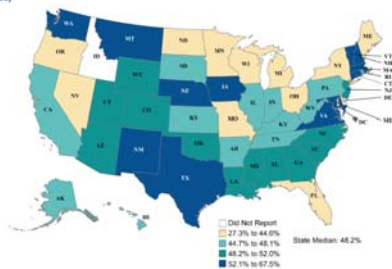 WA
MT
ND
MN
ME
OR
ID
SD
WI
MI
NY
VT
NH
MA
RI
CT
NJ
DE
MD
DC
WY
NE
IA
PA
NV
UT
CO
IL
IN
OH
CA
KS
MO
KY
WV
VA
AZ
NM
OK
AR
TN
NC
SC
MS
AL
GA
TX
LA
FL
AK
HI
Did Not Report
27.3% to 44.6%
44.7% to 48.1%
48.2% to 52.0%
52.1% to 67.5%
State Median: 48.2%